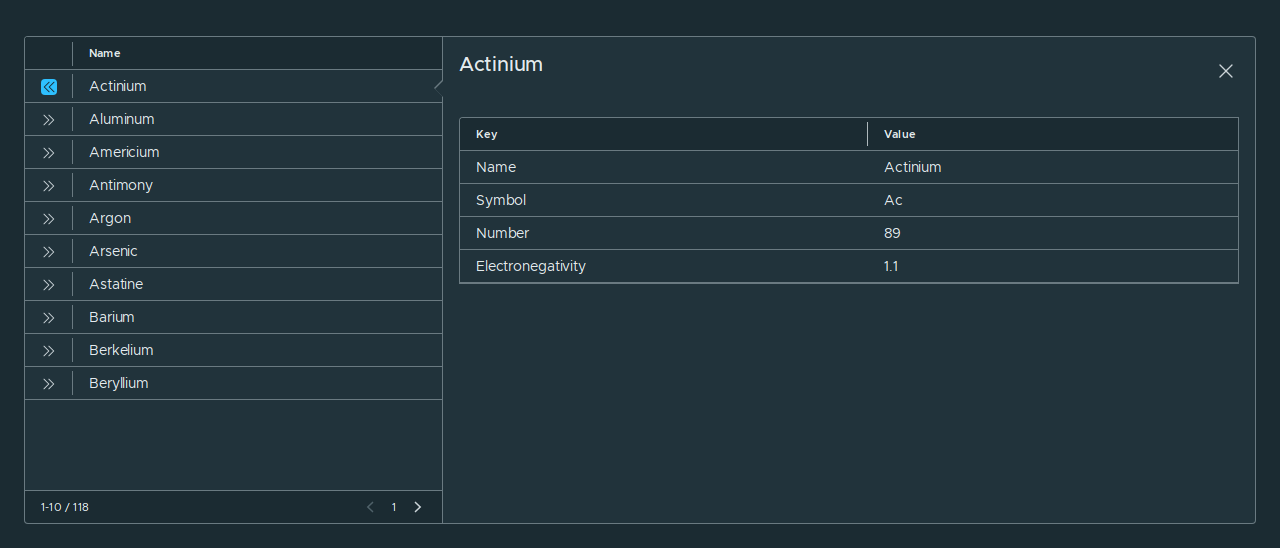 Name
Actinium
Aluminum
Americium
Antimony
Argon
Arsenic
Astatine
Barium
Berkelium
Beryllium
1-10 / 118
1
Actinium
Key Value
Name Actinium
Symbol Ac
Number 89
Electronegativity 1.1